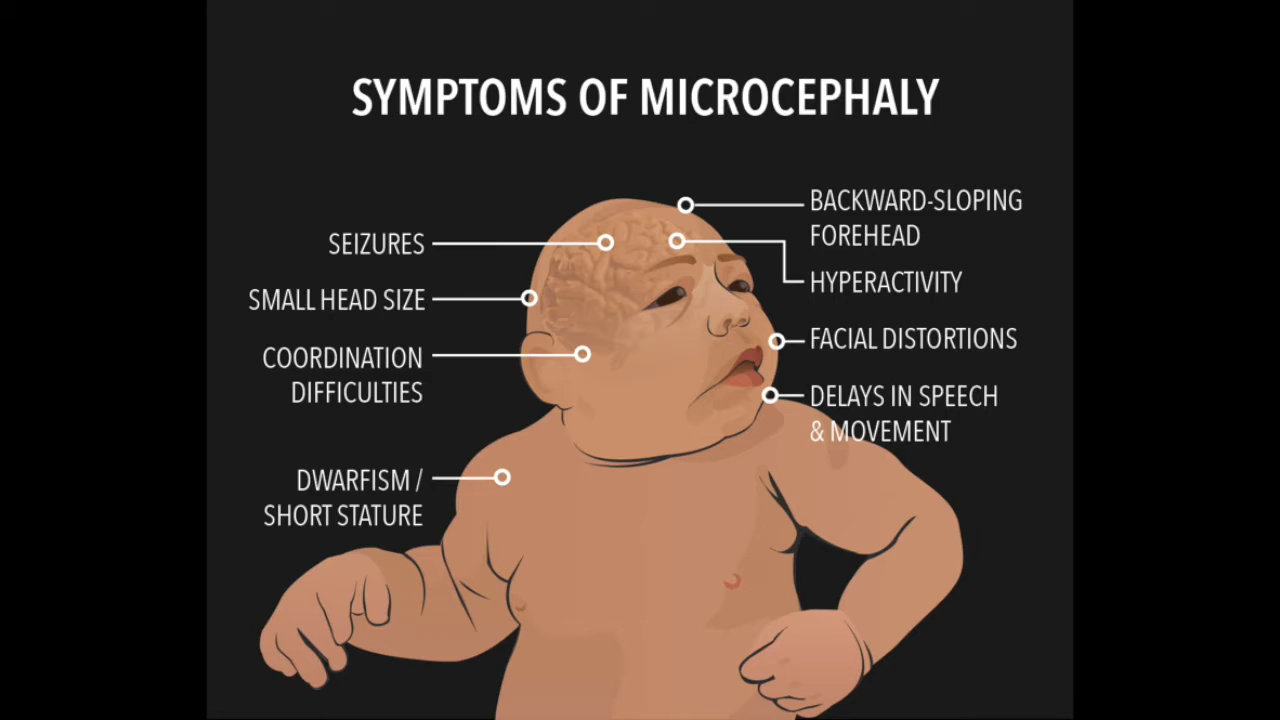 SYMPTOMS OF MICROCEPHALY
SEIZURES
SMALL HEAD SIZE
COORDINATION
DIFFICULTIES
DWARFISM /
SHORT STATURE
BACKWARD-SLOPING
FOREHEAD
HYPERACTIVITY
FACIAL DISTORTIONS
DELAYS IN SPEECH
& MOVEMENT